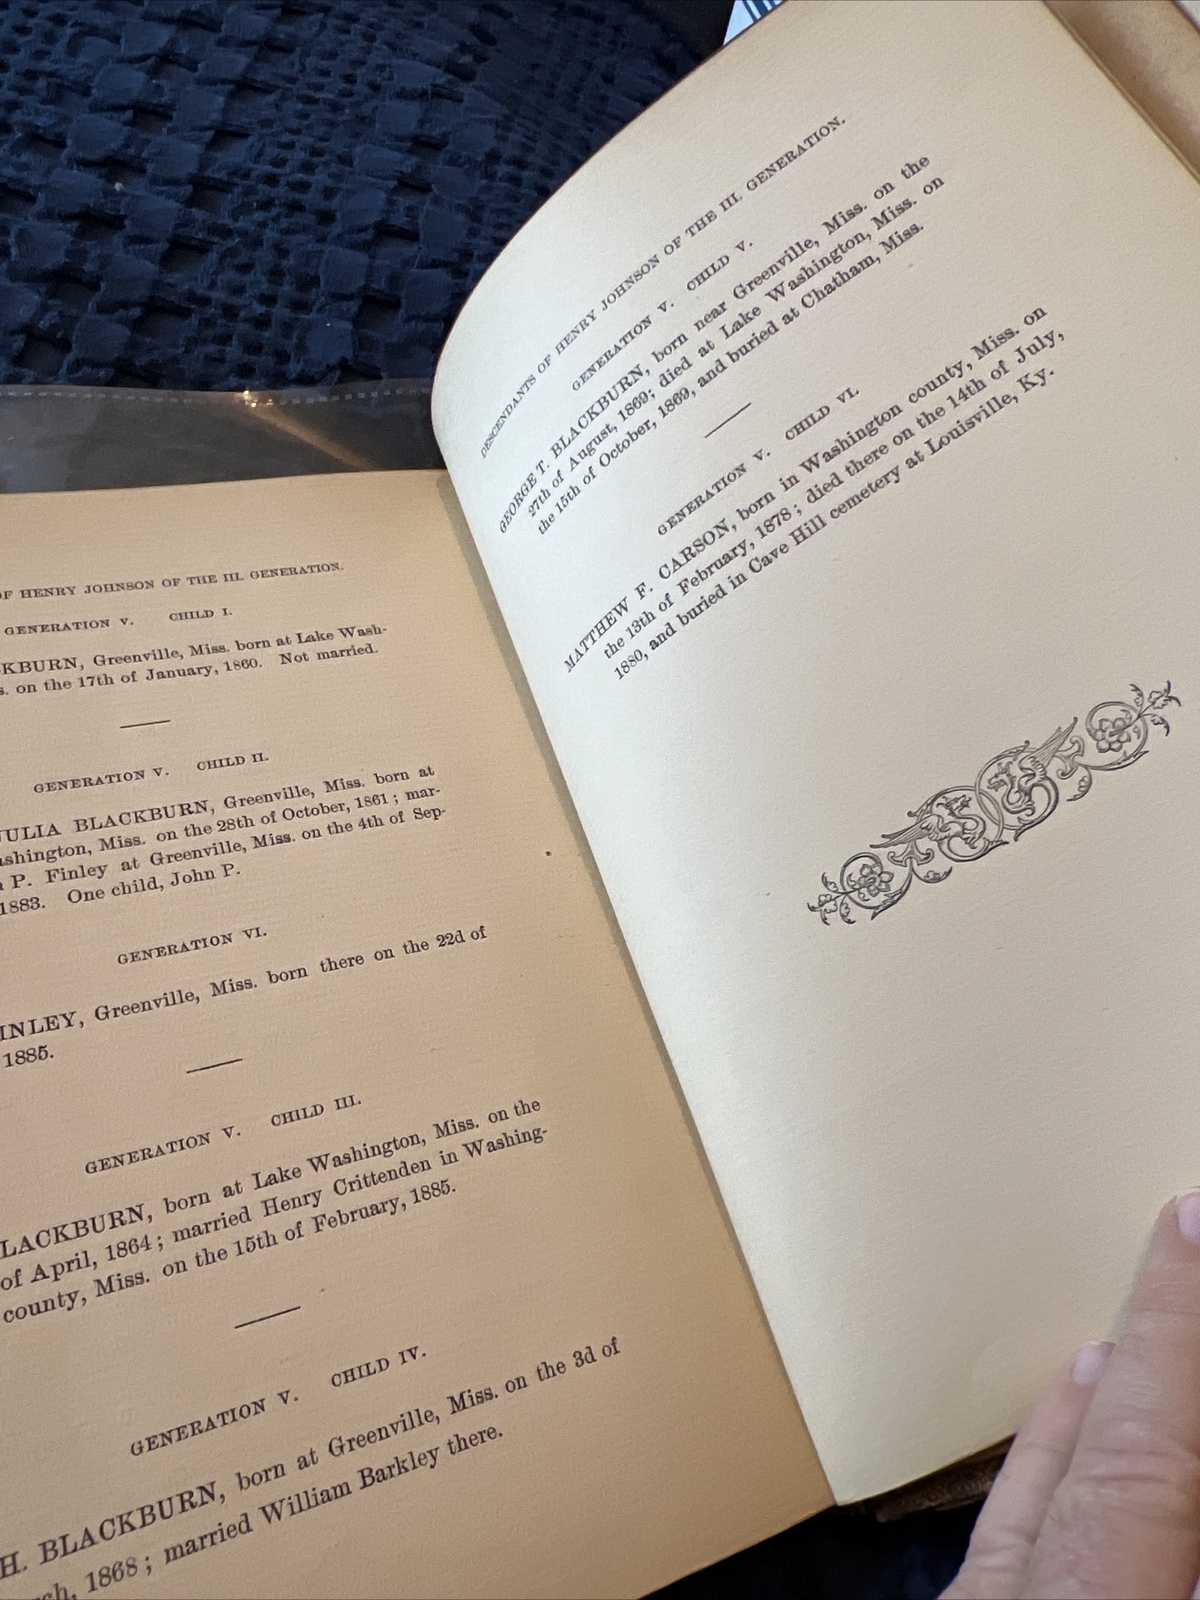 OF HENRY JOHNSON OF THE III. GENERATION.
GENERATION V. CHILD I.
Greenville, Miss. born at Lake Wash-
on the 17th of January, 1860. Not married.
GENERATION V. CHILD II.
JULIA BLACKBURN, Greenville, Miss. born at
Miss. on the 28th of October, 1861; mar-
P. Finley at Greenville, Miss. on the 4th of Sep-
1883. One child, John P.
GENERATION VI.
Greenville, Miss. born there on the 22d of
1885.
GENERATION V. CHILD III.
born at Lake Washington, Miss. on the
of April, 1864; married Henry Crittenden in Washing-
county, Miss. on the 15th of February, 1885.
GENERATION V. CHILD IV.
H. BLACKBURN, born at Greenville, Miss. on the 3d of
1868; married William Barkley there.
DESCENDANTS OF HENRY JOHNSON OF THE III. GENERATION.
GENERATION V. CHILD V.
GEORGE T. BLACKBURN, born near Greenville, Miss. on the
27th of August, 1869; died at Lake Washington, Miss. on
the 15th of October, 1869, and buried at Chatham, Miss.
GENERATION V. CHILD VI.
MATTHEW F. CARSON, born in Washington county, Miss. on
the 13th of February, 1878; died there on the 14th of July,
1880, and buried in Cave Hill cemetery at Louisville, Ky.